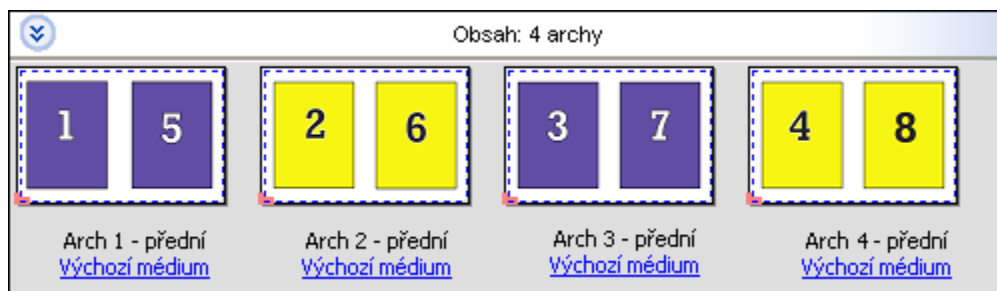 Obsah: 4 archy
1 5 2 6 3 7 4 8
Arch 1 - přední Arch 2 - přední Arch 3 - přední Arch 4 - přední
Výchozí médium Výchozí médium Výchozí médium Výchozí médium